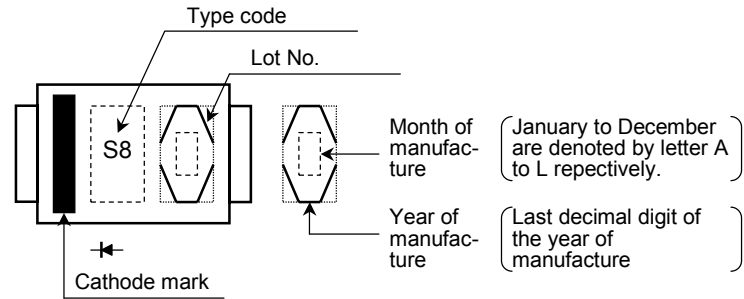 Type code
Lot No.
S8
Month of
manufac-
ture
January to December
are denoted by letter A
to L repectively.
Year of
manufac-
ture
Last decimal digit of
the year of
manufacture
Cathode mark